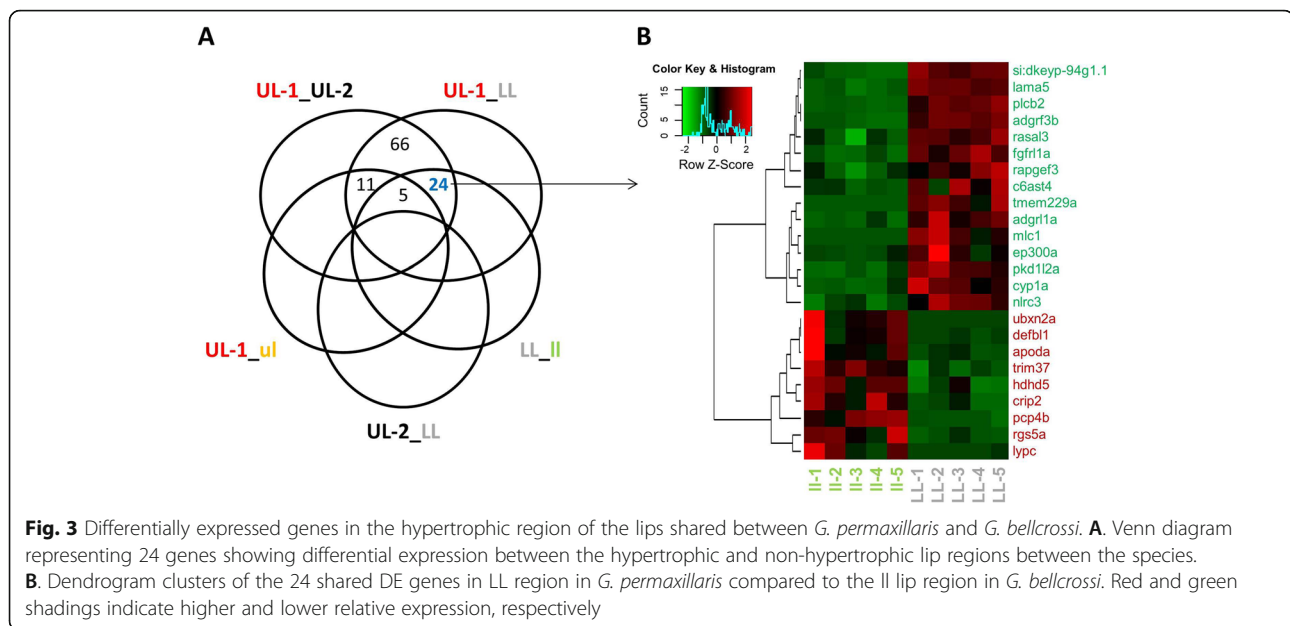 A
B
UL-1_UL-2
UL-1_LL
66
11
5
24
UL-1_ul
LL_ll
UL-2_LL
Color Key & Histogram
Count
0 5 10 15
-2 0 2
Row Z-Score
si:dkeyp-94g1.1
lama5
plcb2
adgrf3b
rasal3
fgfrl1a
rapgef3
c6ast4
tmem229a
adgrl1a
mlc1
ep300a
pkd1l2a
cyp1a
nlrc3
ubxn2a
defbl1
apoda
trim37
hdhd5
crip2
pcp4b
rgs5a
lypc
ll-1 ll-2 ll-3 ll-4 ll-5 LL-1 LL-2 LL-3 LL-4 LL-5
Fig. 3 Differentially expressed genes in the hypertrophic region of the lips shared between G. permaxillaris and G. bellcrossi. A. Venn diagram
representing 24 genes showing differential expression between the hypertrophic and non-hypertrophic lip regions between the species.
B. Dendrogram clusters of the 24 shared DE genes in LL region in G. permaxillaris compared to the ll lip region in G. bellcrossi. Red and green
shadings indicate higher and lower relative expression, respectively